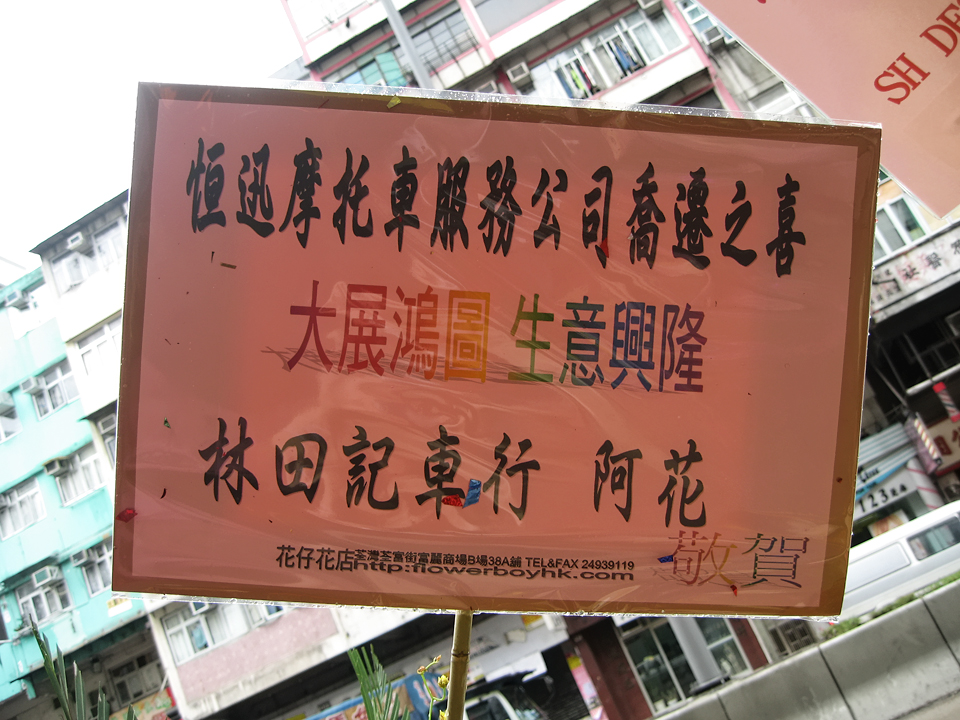 恒迅摩托車服務公司喬遷之喜
大展鴻圖 生意興隆
林田記車行 阿花
敬賀
花仔花店荃灣荃富街富麗商場B場38A舖 TEL&FAX 24939119
http:flowerboyhk.com
SH DE
123